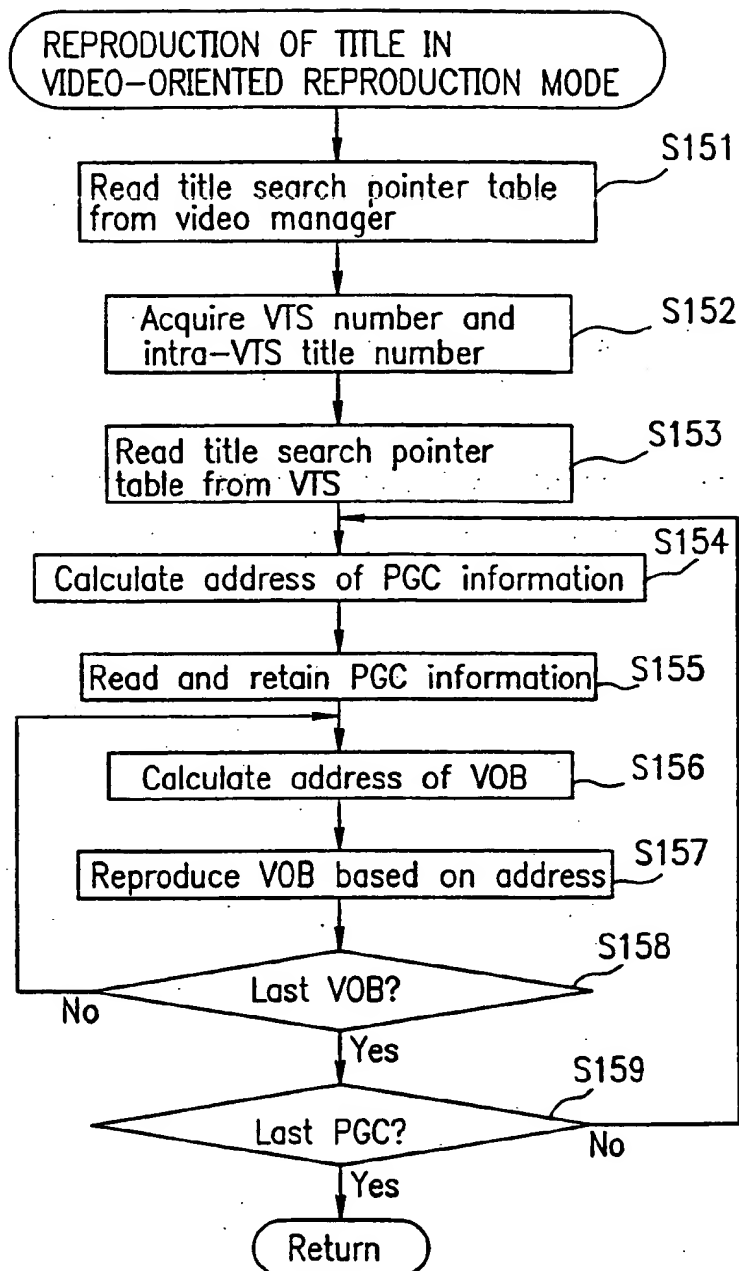 REPRODUCTION OF TITLE IN
VIDEO-ORIENTED REPRODUCTION MODE
S151
Read title search pointer table
from video manager
S152
Acquire VTS number and
intra-VTS title number
S153
Read title search pointer
table from VTS
S154
Calculate address of PGC information
S155
Read and retain PGC information
S156
Calculate address of VOB
S157
Reproduce VOB based on address
S158
Last VOB?
No
Yes
S159
Last PGC?
No
Yes
Return